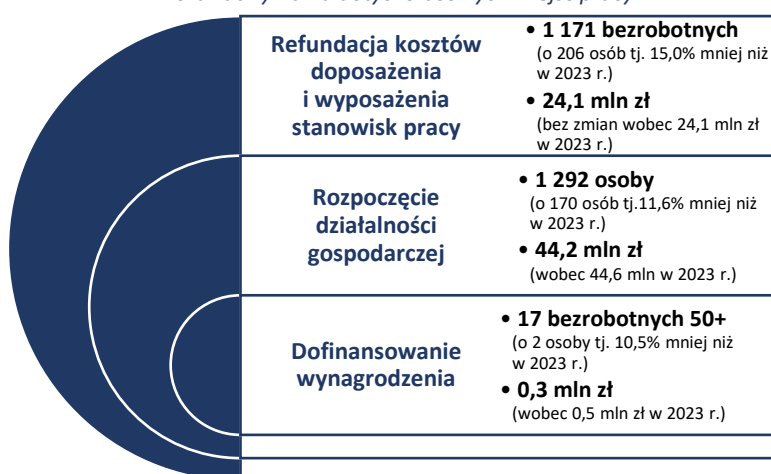 Refundacja kosztów
doposażenia
i wyposażenia
stanowisk pracy
• 1 171 bezrobotnych
(o 206 osób tj. 15,0% mniej niż
w 2023 r.)
• 24,1 mln zł
(bez zmian wobec 24,1 mln zł
w 2023 r.)
Rozpoczęcie
działalności
gospodarczej
• 1 292 osoby
(o 170 osób tj.11,6% mniej niż
w 2023 r.)
• 44,2 mln zł
(wobec 44,6 mln w 2023 r.)
Dofinansowanie
wynagrodzenia
• 17 bezrobotnych 50+
(o 2 osoby tj. 10,5% mniej niż
w 2023 r.)
• 0,3 mln zł
(wobec 0,5 mln zł w 2023 r.)